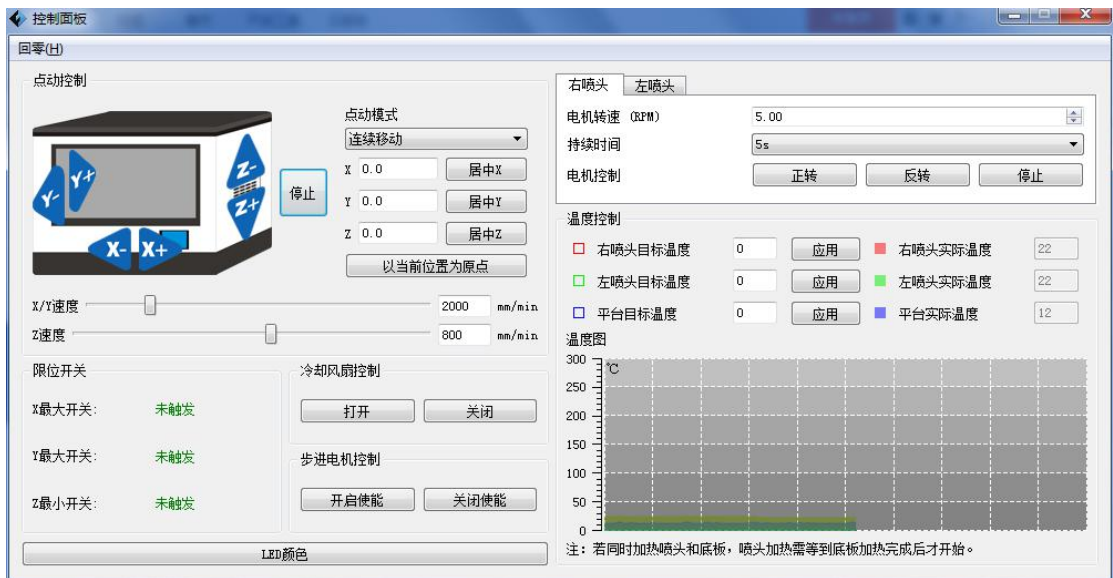 控制面板
回零(H)
点动控制
Y-
Y+
Z-
Z+
X-
X+
停止
点动模式
连续移动
X 0.0 居中X
Y 0.0 居中Y
Z 0.0 居中Z
以当前位置为原点
X/Y速度 2000 mm/min
Z速度 800 mm/min
限位开关
X最大开关: 未触发
Y最大开关: 未触发
Z最小开关: 未触发
冷却风扇控制
打开 关闭
步进电机控制
开启使能 关闭使能
LED颜色
右喷头 左喷头
电机转速 (RPM) 5.00
持续时间 5s
电机控制 正转 反转 停止
温度控制
右喷头目标温度 0 应用 右喷头实际温度 22
左喷头目标温度 0 应用 左喷头实际温度 22
平台目标温度 0 应用 平台实际温度 12
温度图
300 ℃
250
200
150
100
50
0
注: 若同时加热喷头和底板, 喷头加热需等到底板加热完成后才开始。